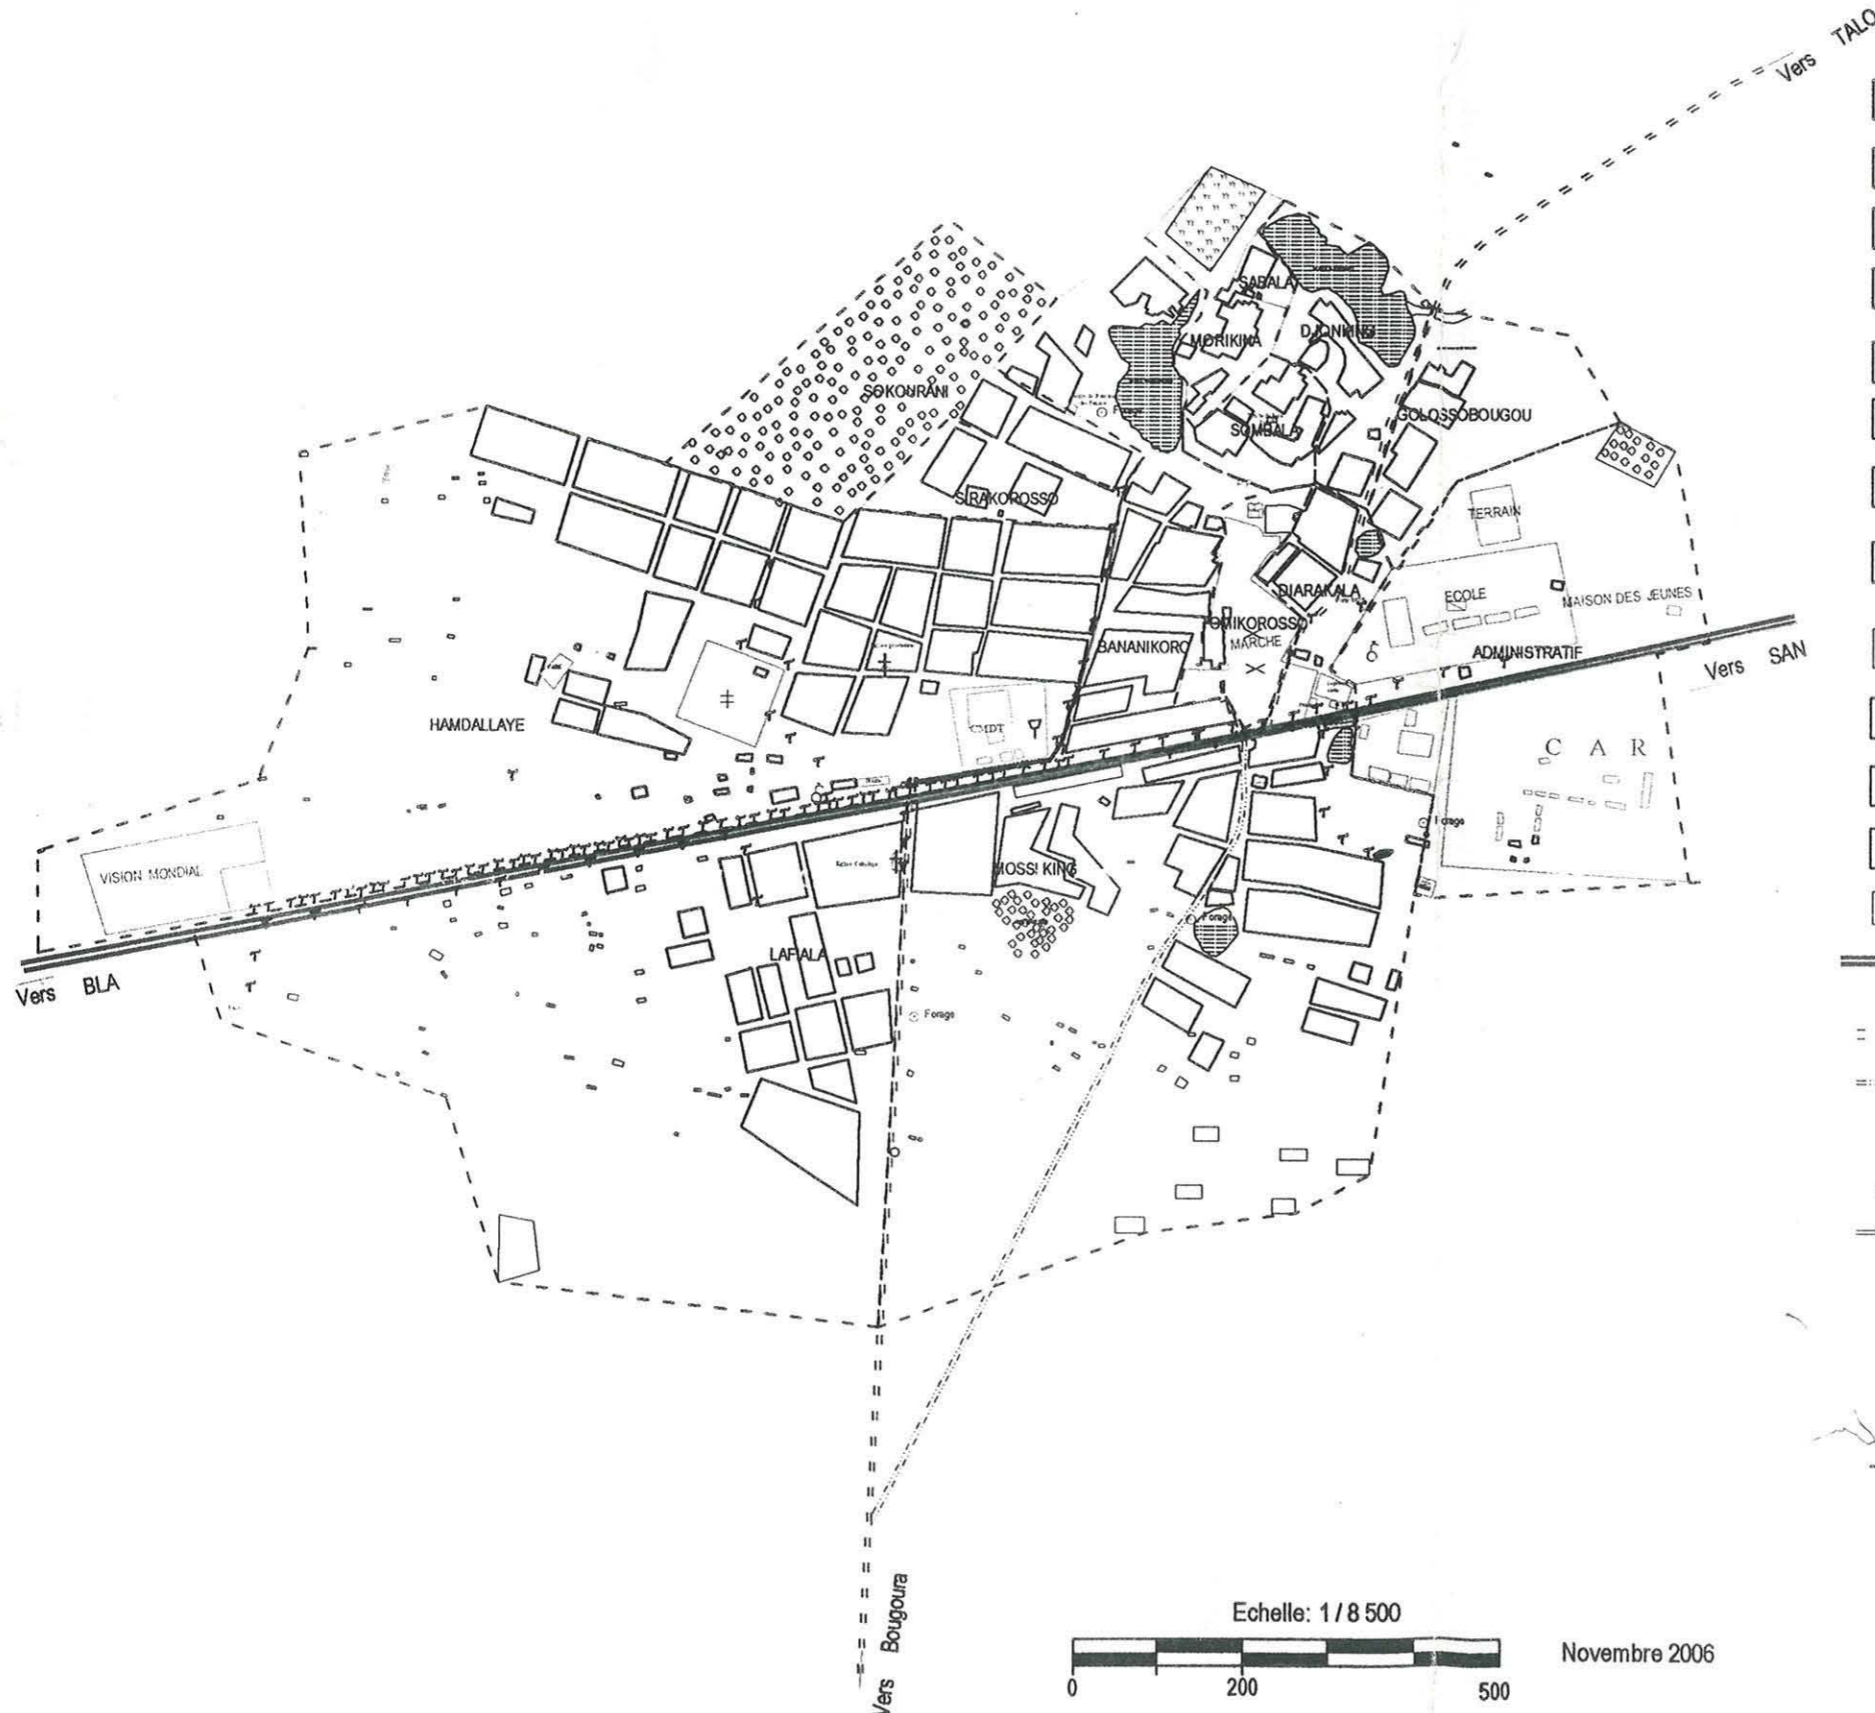 TALO
Vers
SABALA
MORIKINA
DJONKING
SOKOURANI
GOLOSSOBOUGOU
SOMBALA
SIRAKOROSSO
TERRAIN
DIARAKALA
ECOLE
MAISON DES JEUNES
TOMIKOROSSO
MARCHE
BANANIKORO
ADMINISTRATIF
Vers SAN
HAMDALLAYE
CMDT
C A R
Forage
VISION MONDIAL
MOSSI KING
Forage
LAFIALA
Vers BLA
Forage
Vers Bougoura
Echelle: 1 / 8 500
0 200 500
Novembre 2006